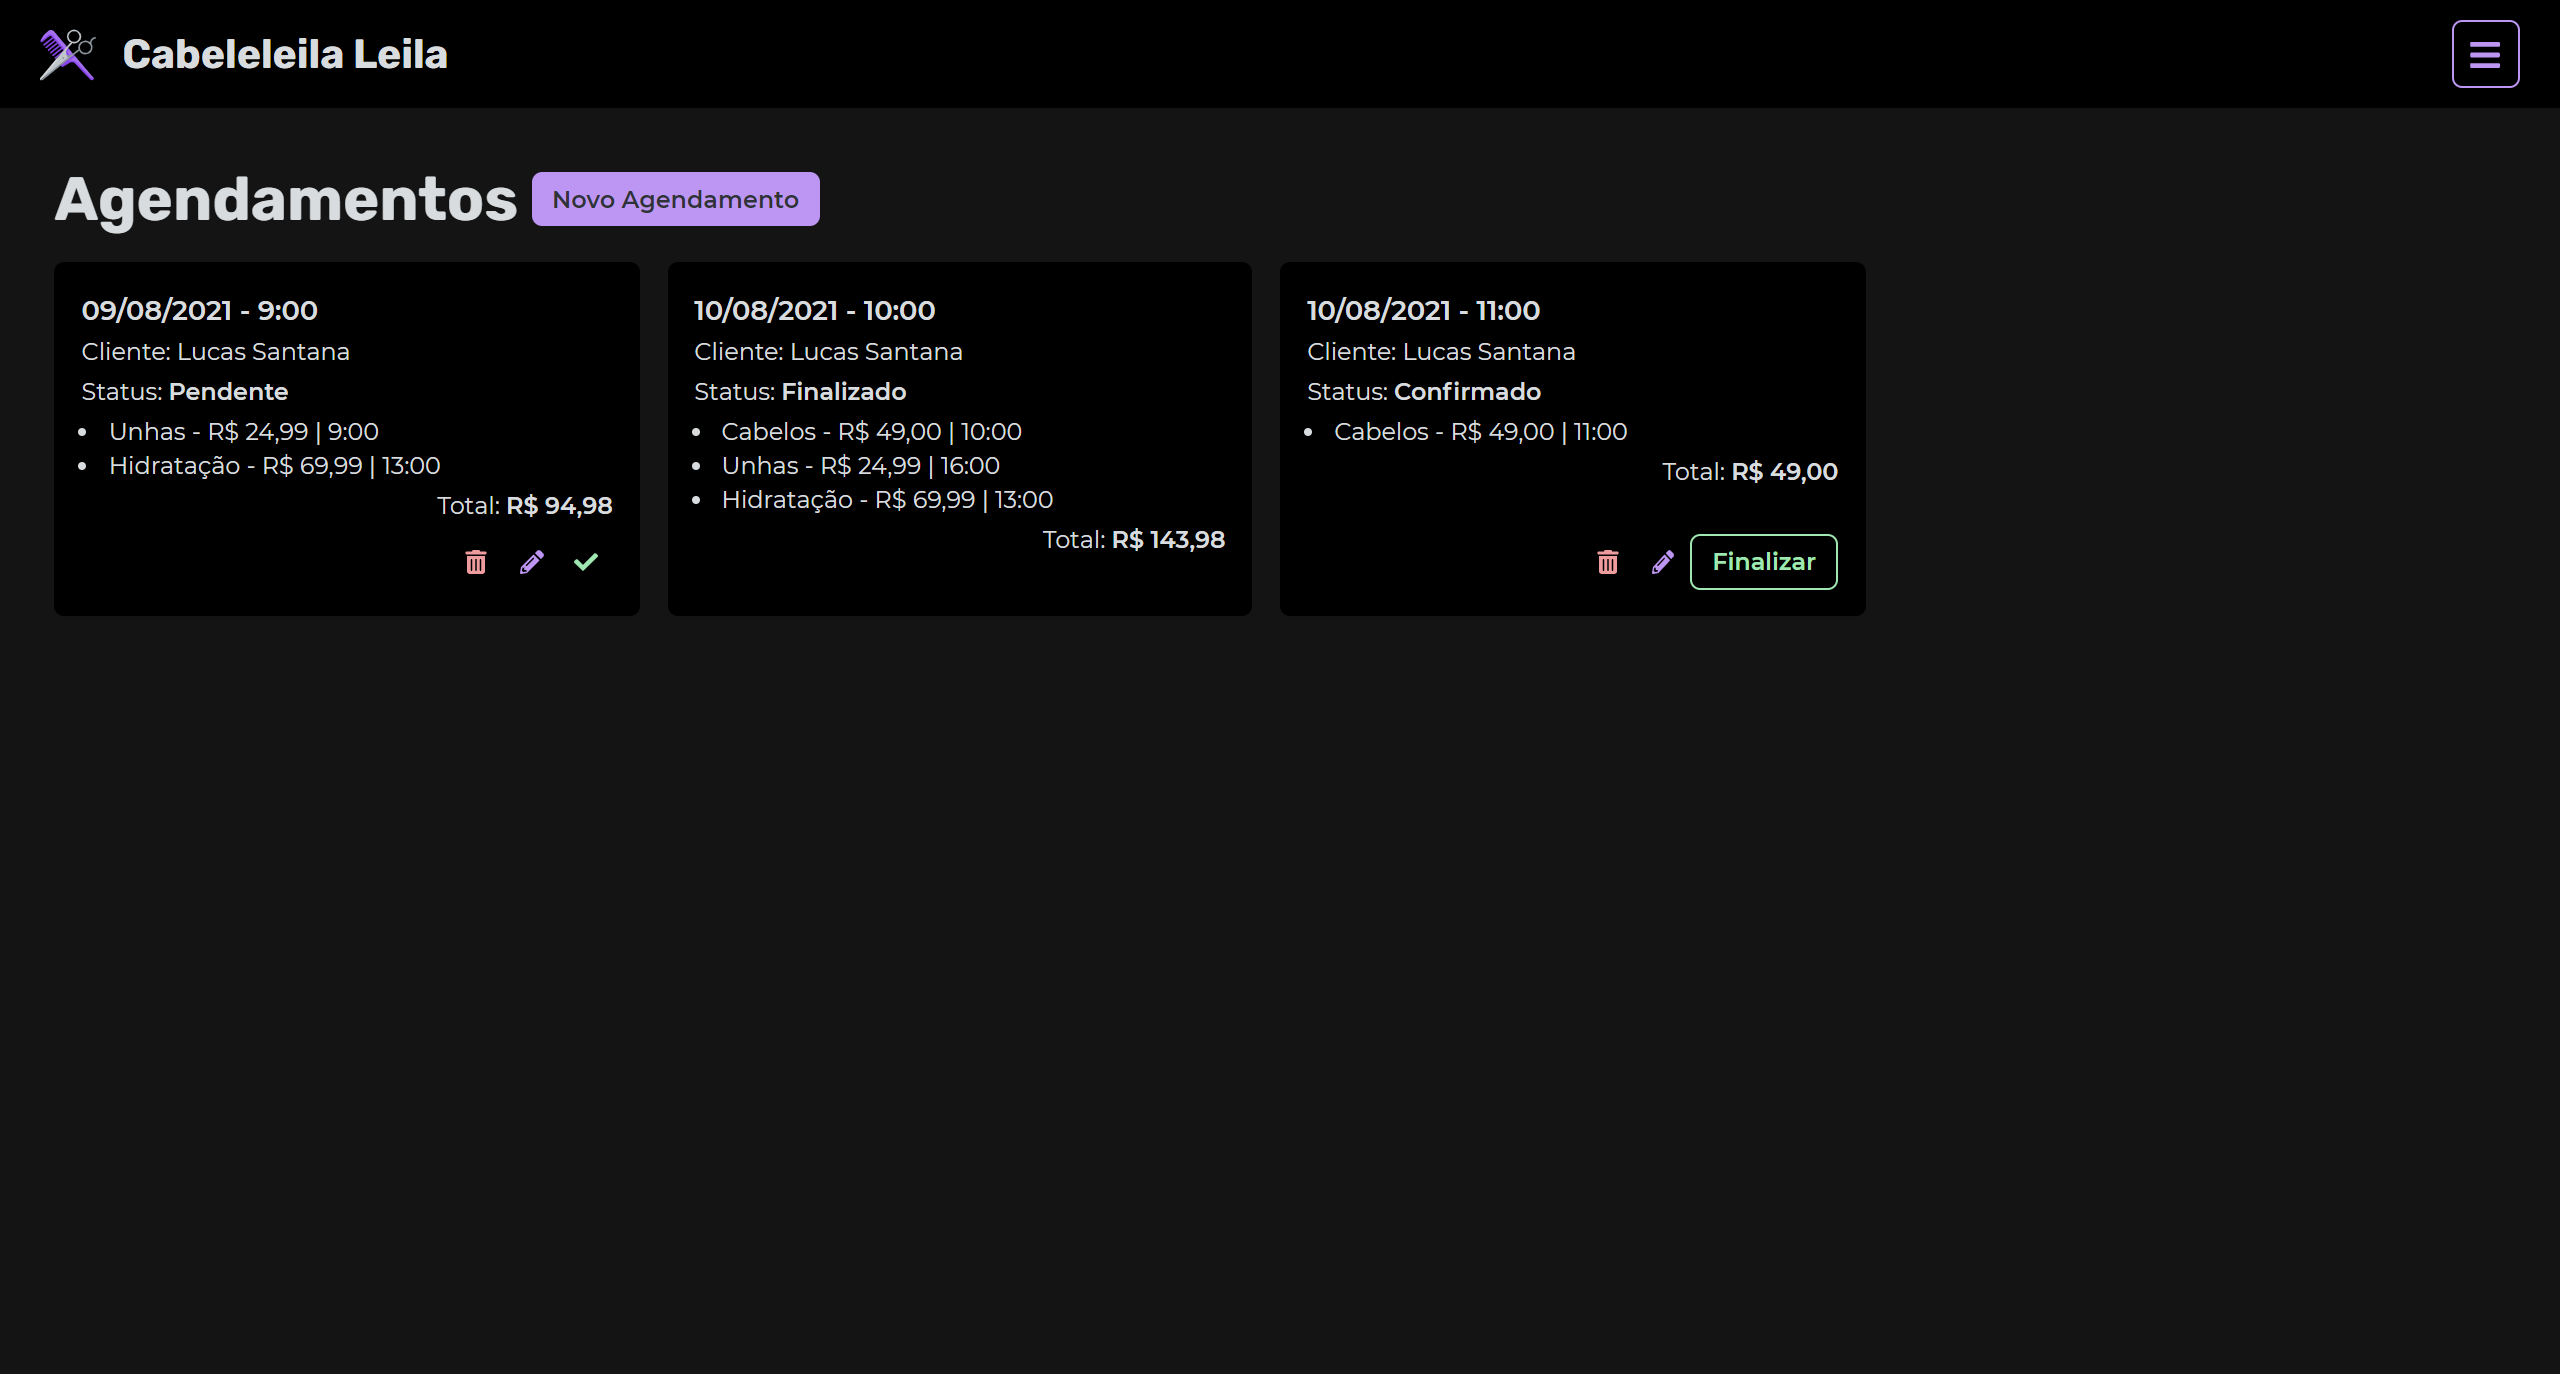 Cabeleleila Leila
Agendamentos
Novo Agendamento
09/08/2021 - 9:00
Cliente: Lucas Santana
Status: Pendente
• Unhas - R$ 24,99 | 9:00
• Hidratação - R$ 69,99 | 13:00
Total: R$ 94,98
10/08/2021 - 10:00
Cliente: Lucas Santana
Status: Finalizado
• Cabelos - R$ 49,00 | 10:00
• Unhas - R$ 24,99 | 16:00
• Hidratação - R$ 69,99 | 13:00
Total: R$ 143,98
10/08/2021 - 11:00
Cliente: Lucas Santana
Status: Confirmado
• Cabelos - R$ 49,00 | 11:00
Total: R$ 49,00
Finalizar